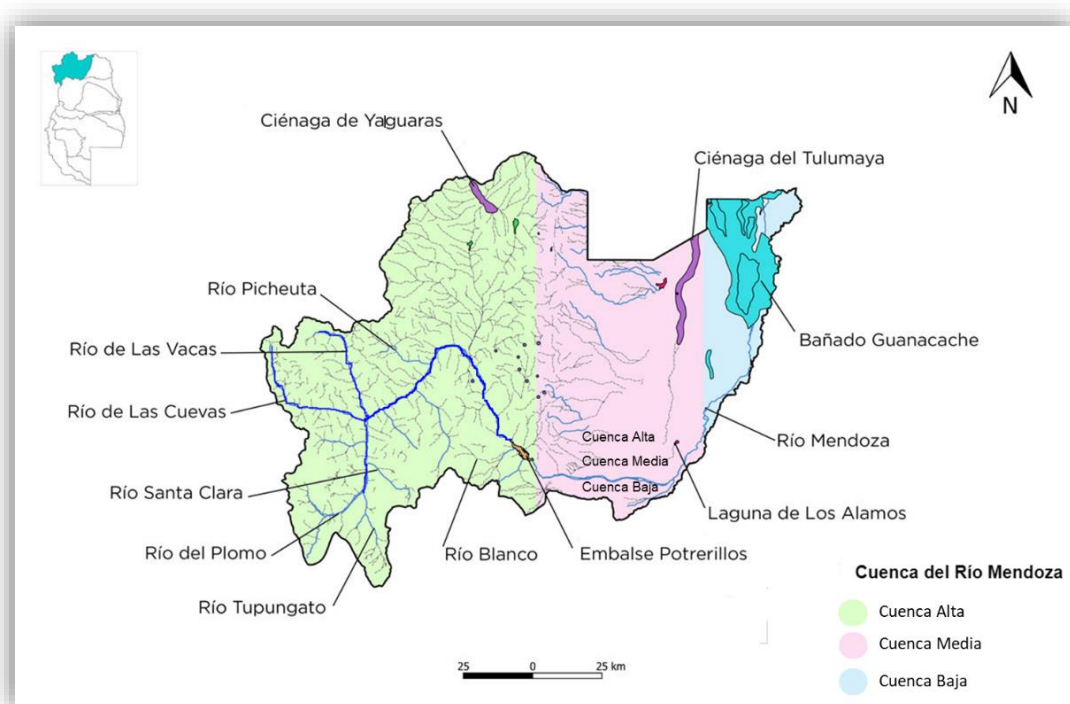 Ciénaga de Yalguaras
N
Ciénaga del Tulumaya
Río Picheuta
Río de Las Vacas
Bañado Guanacache
Río de Las Cuevas
Cuenca Alta
Río Mendoza
Cuenca Media
Río Santa Clara
Cuenca Baja
Laguna de Los Alamos
Río del Plomo
Río Blanco
Embalse Potrerillos
Río Tupungato
Cuenca del Río Mendoza
Cuenca Alta
Cuenca Media
Cuenca Baja
25 0 25 km